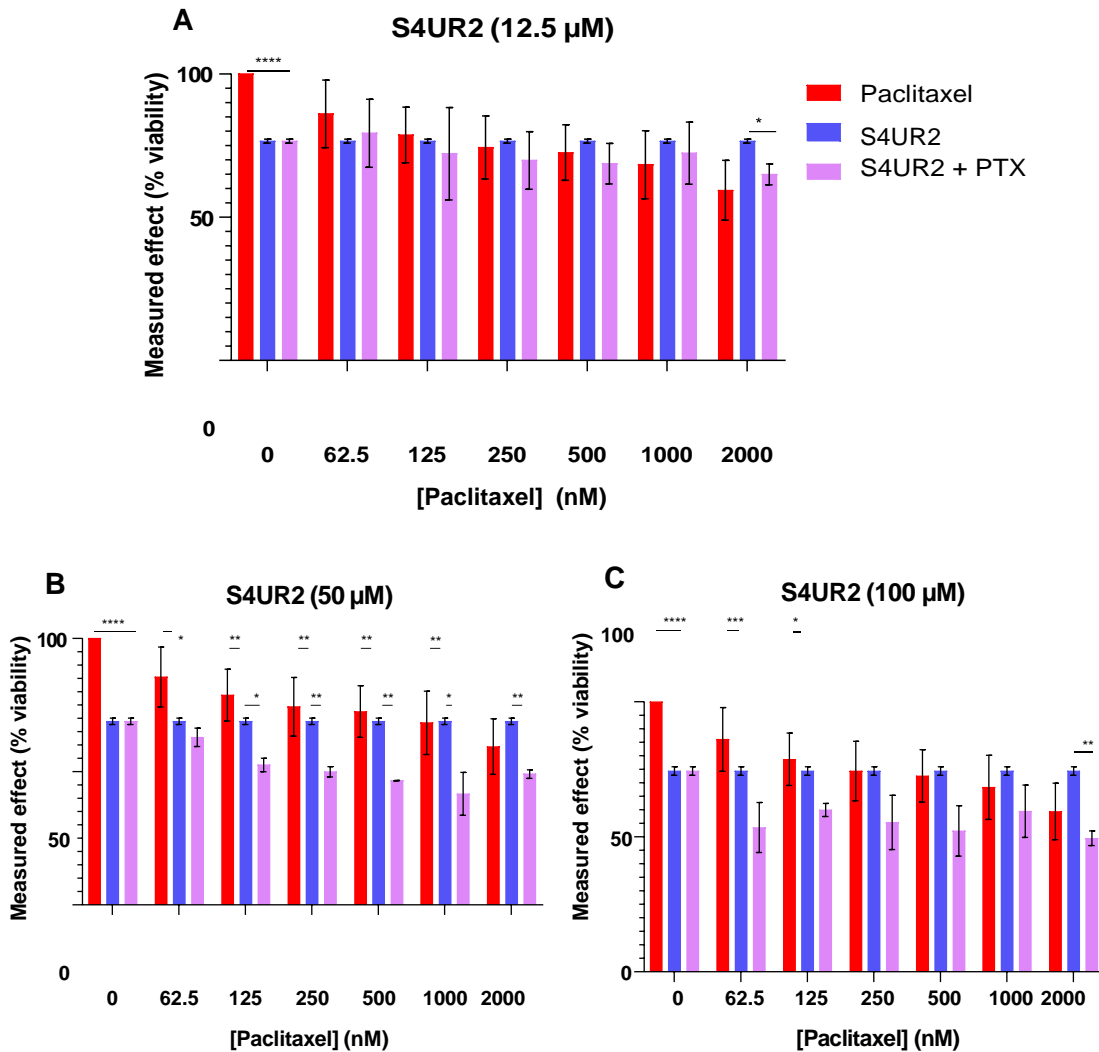 A
S4UR2 (12.5 µM)
Measured effect (% viability)
100
50
0
****
*
Paclitaxel
S4UR2
S4UR2 + PTX
0 62.5 125 250 500 1000 2000
[Paclitaxel] (nM)
B
S4UR2 (50 µM)
Measured effect (% viability)
100
50
0
**** * ** ** ** **
* ** ** * **
0 62.5 125 250 500 1000 2000
[Paclitaxel] (nM)
C
S4UR2 (100 µM)
Measured effect (% viability)
100
50
0
**** *** *
**
0 62.5 125 250 500 1000 2000
[Paclitaxel] (nM)